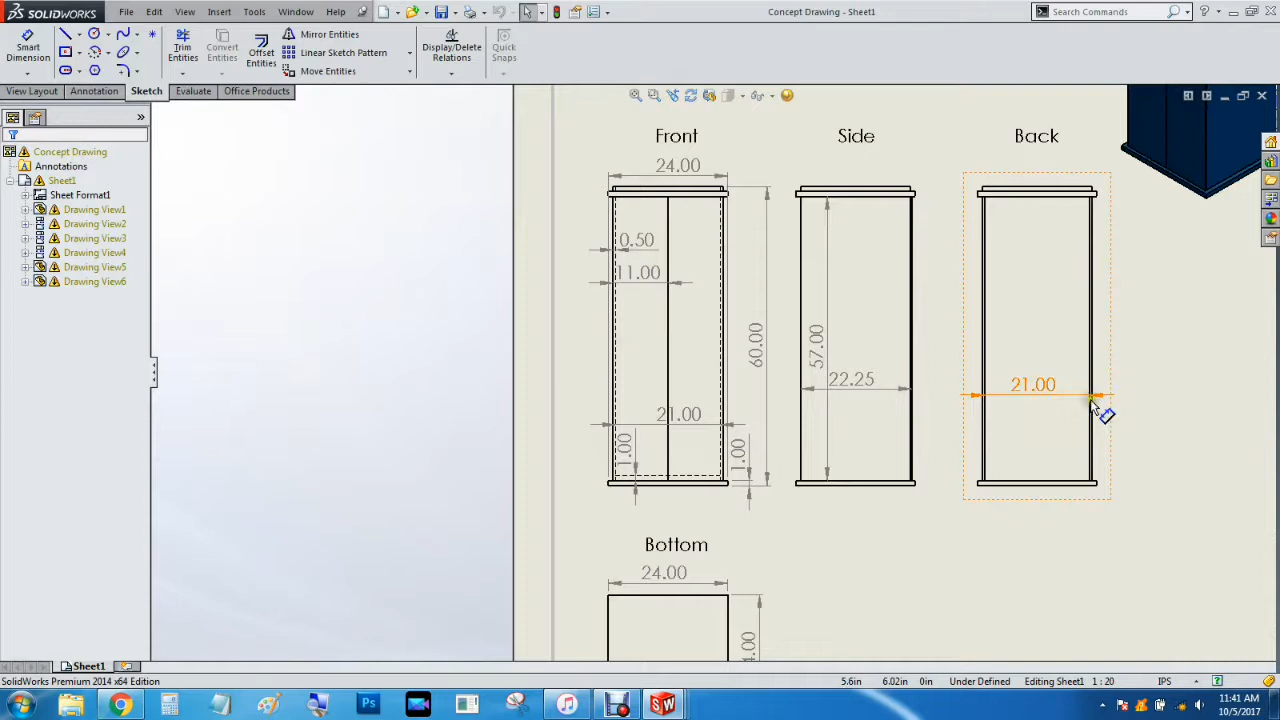 SOLIDWORKS File Edit View Insert Tools Window Help Concept Drawing - Sheet1 Search Commands
Smart Dimension
Trim Entities
Convert Entities
Offset Entities
Mirror Entities
Linear Sketch Pattern
Move Entities
Display/Delete Relations
Quick Snaps
View Layout Annotation Sketch Evaluate Office Products
Concept Drawing
Annotations
Sheet1
Sheet Format1
Drawing View1
Drawing View2
Drawing View3
Drawing View4
Drawing View5
Drawing View6
Front Side Back
24.00
0.50
11.00
60.00
57.00
22.25
21.00
21.00
1.00
1.00
Bottom
24.00
4.00
Sheet1
SolidWorks Premium 2014 x64 Edition 5.6in 6.02in 0in Under Defined Editing Sheet1 1 : 20 IPS
Ps
SW
11:41 AM
10/5/2017